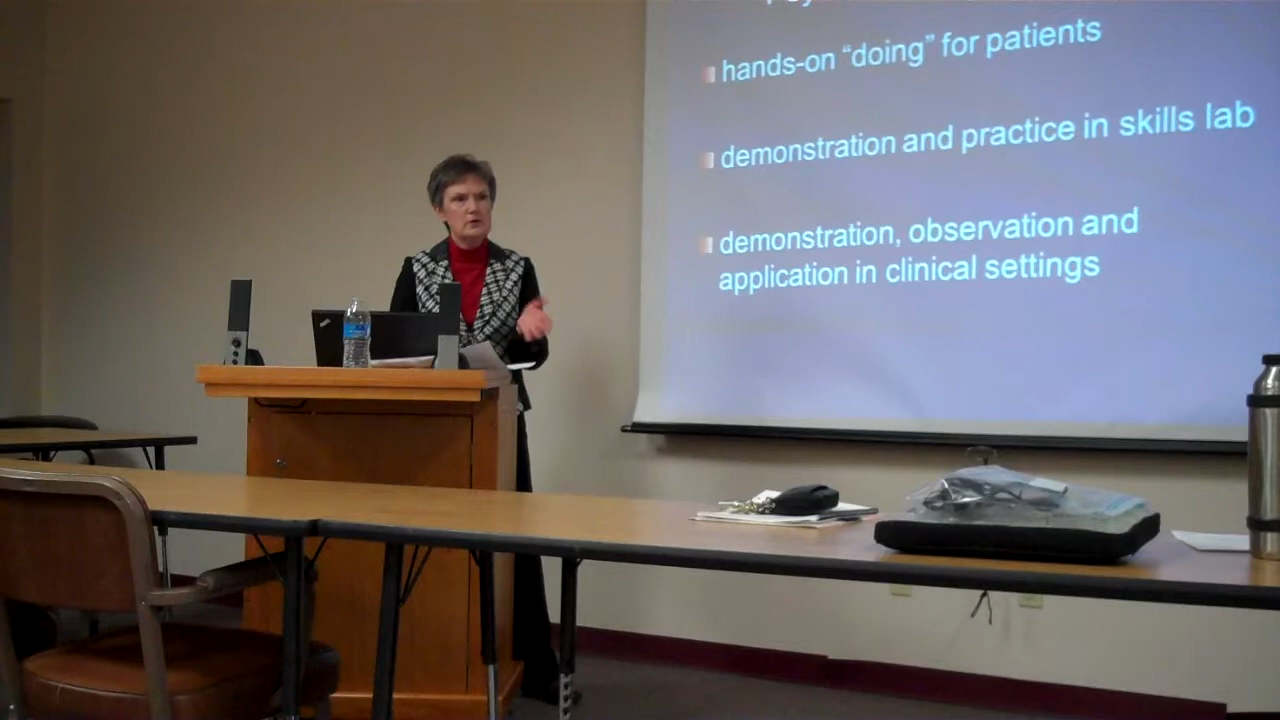 hands-on “doing” for patients
demonstration and practice in skills lab
demonstration, observation and
application in clinical settings